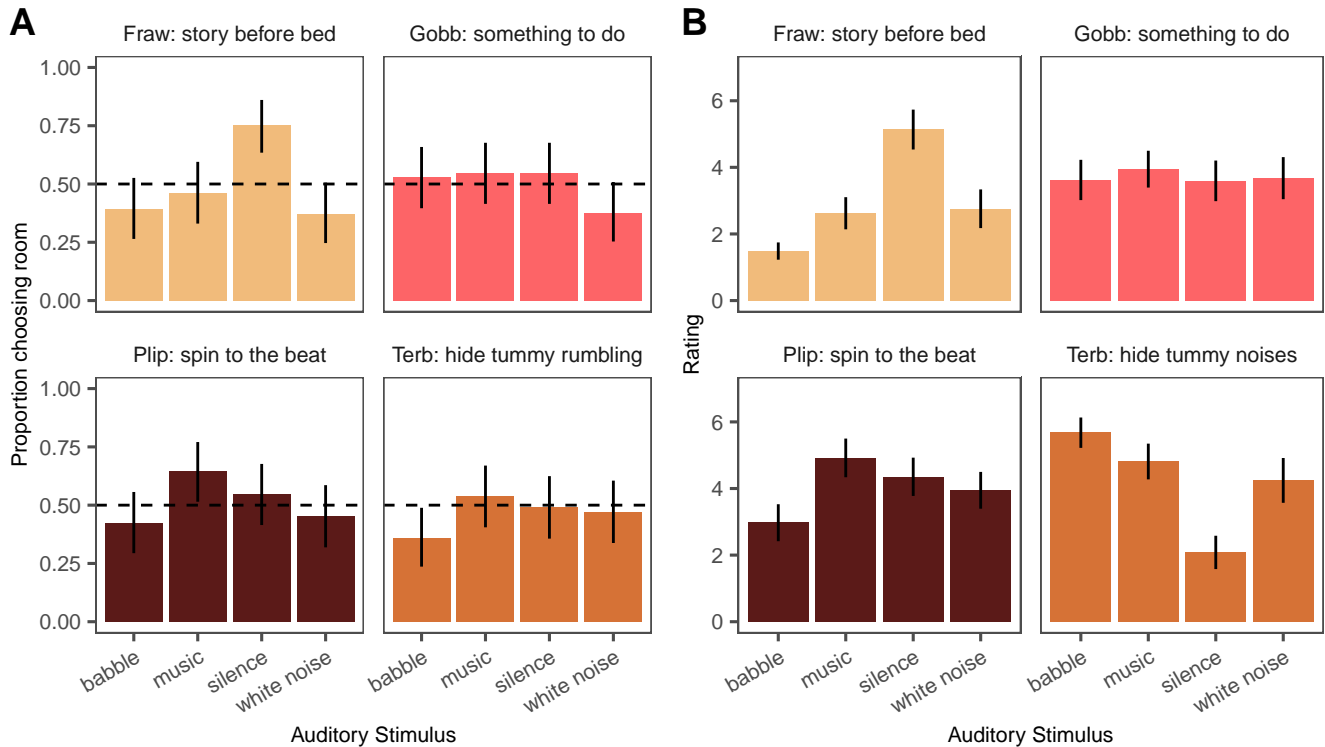 A
Fraw: story before bed
Gobb: something to do
1.00
0.75
0.50
0.25
0.00
Plip: spin to the beat
Terb: hide tummy rumbling
1.00
0.75
0.50
0.25
0.00
Proportion choosing room
babble
music
silence
white noise
babble
music
silence
white noise
Auditory Stimulus
B
Fraw: story before bed
Gobb: something to do
6
4
2
0
Plip: spin to the beat
Terb: hide tummy noises
6
4
2
0
Rating
babble
music
silence
white noise
babble
music
silence
white noise
Auditory Stimulus